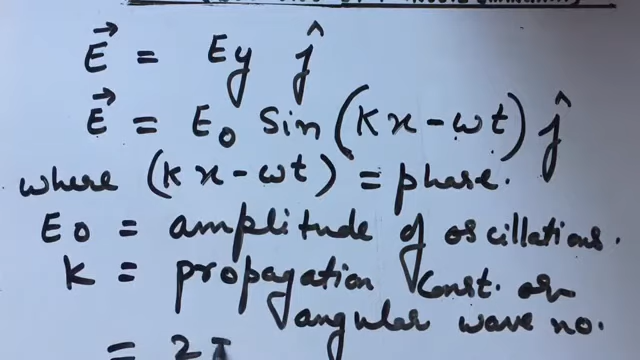 E⃗ = Ey ĵ
E⃗ = E₀ Sin (Kx - ωt) ĵ
where (Kx - ωt) = phase.
E₀ = amplitude of oscillations.
K = propagation Const. or
angular wave no.
= 2π